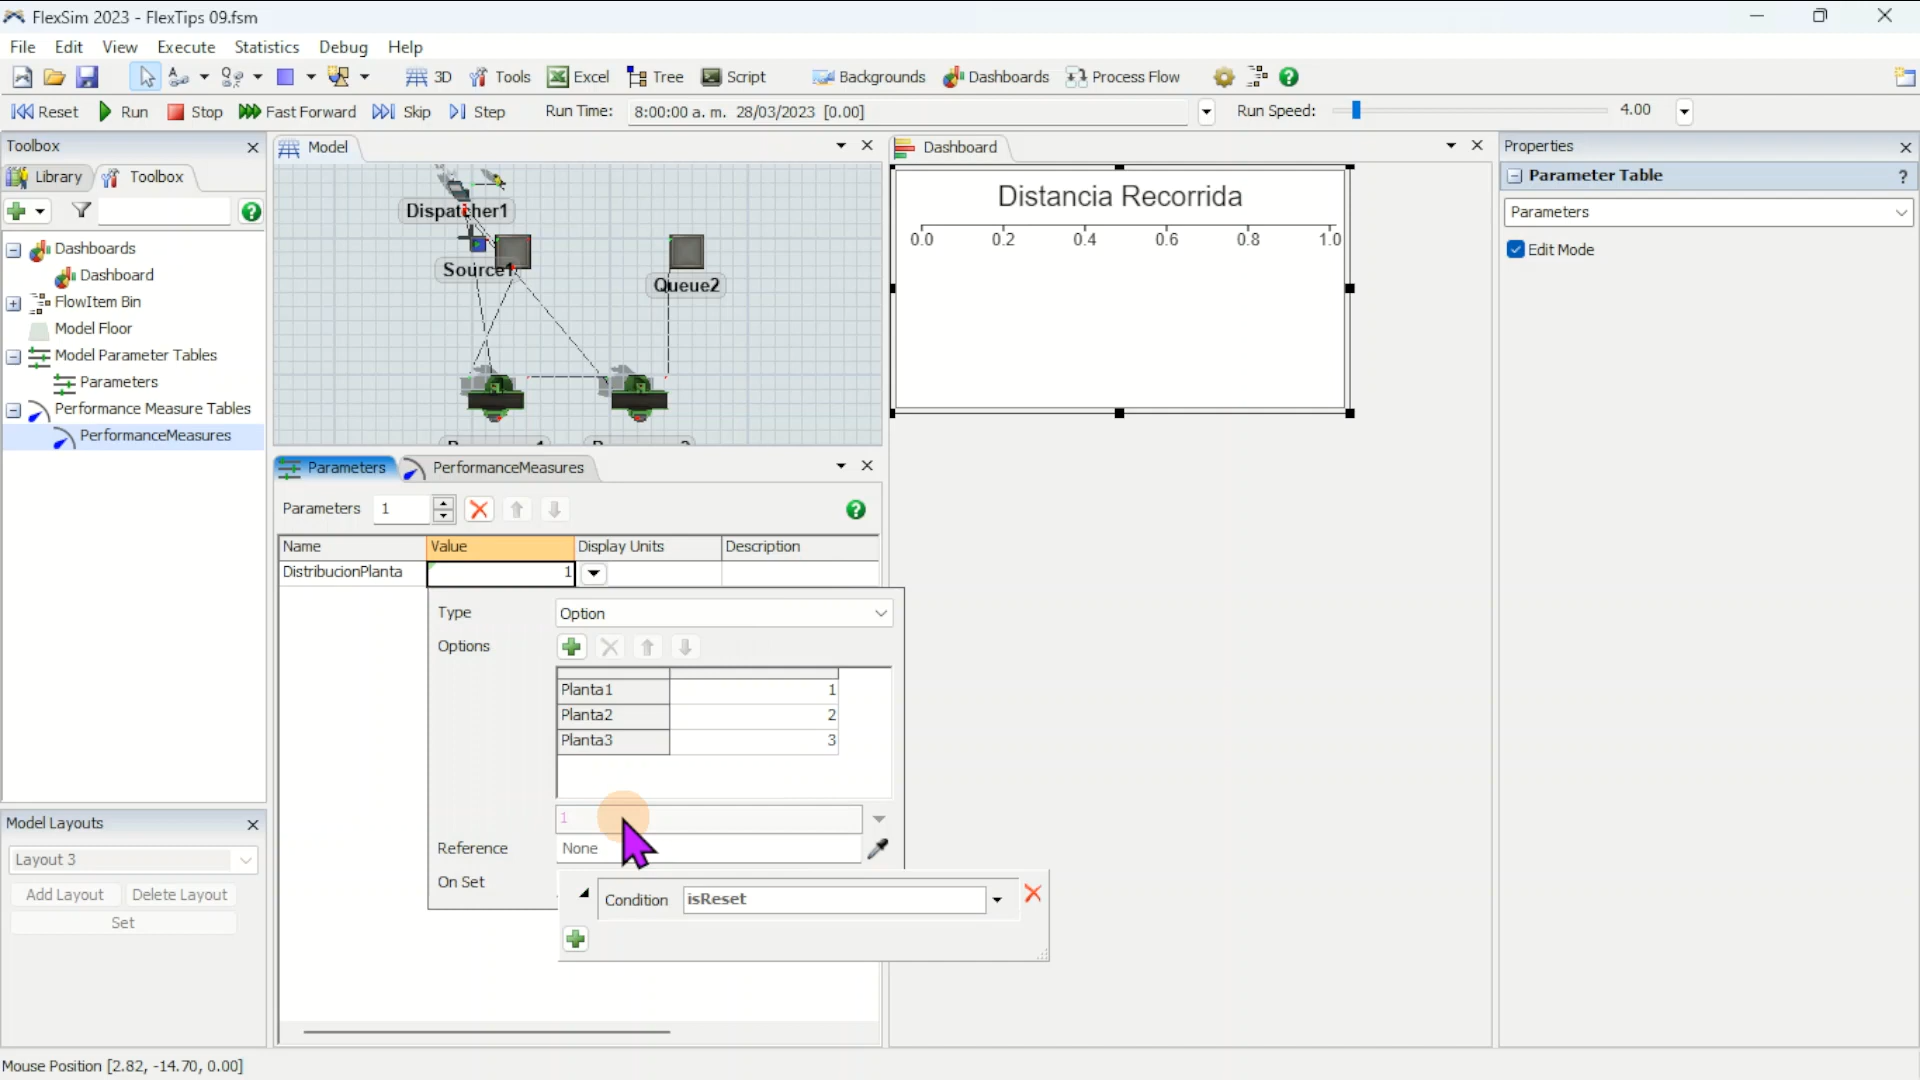 FlexSim 2023 - FlexTips 09.fsm
File Edit View Execute Statistics Debug Help
3D Tools Excel Tree Script Backgrounds Dashboards Process Flow
Reset Run Stop Fast Forward Skip Step Run Time: 8:00:00 a. m. 28/03/2023 [0.00] Run Speed: 4.00
Toolbox
Library Toolbox
Dashboards
Dashboard
FlowItem Bin
Model Floor
Model Parameter Tables
Parameters
Performance Measure Tables
PerformanceMeasures
Model Layouts
Layout 3
Add Layout Delete Layout
Set
Model
Dispatcher1
Source1
Queue2
Parameters PerformanceMeasures
Parameters 1
Name Value Display Units Description
DistribucionPlanta 1
Type Option
Options
Planta1 1
Planta2 2
Planta3 3
1
Reference None
On Set
Condition isReset
Dashboard
Distancia Recorrida
0.0 0.2 0.4 0.6 0.8 1.0
Properties
Parameter Table ?
Parameters
Edit Mode
Mouse Position [2.82, -14.70, 0.00]